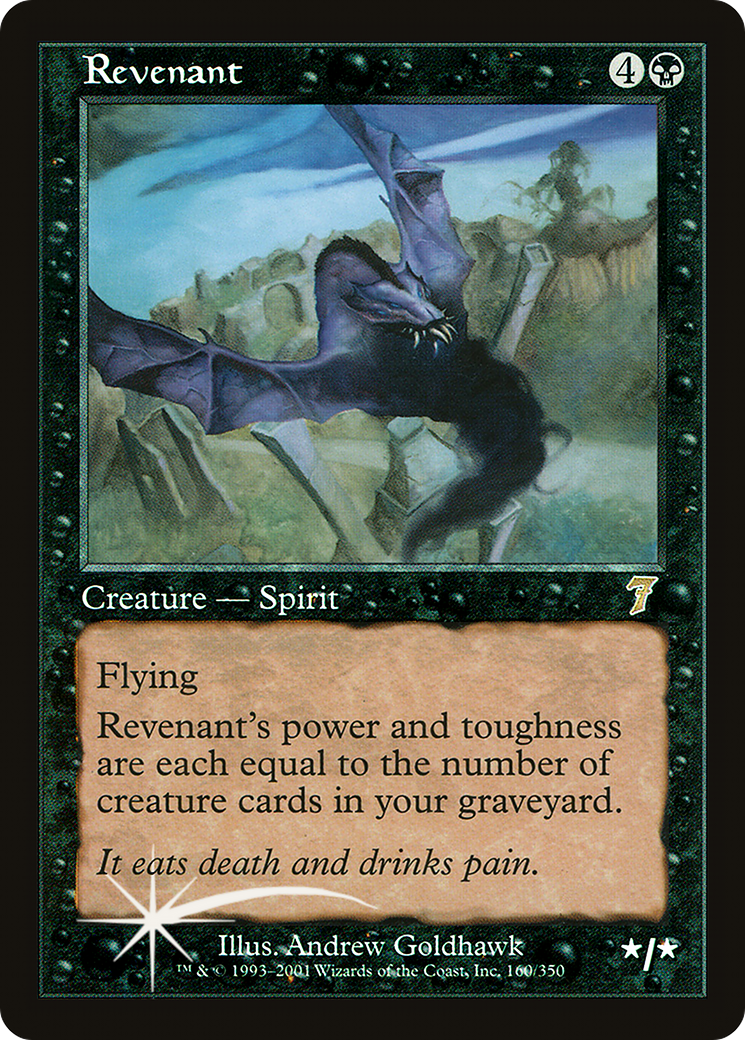 Revenant 4
Creature — Spirit 7
Flying
Revenant's power and toughness
are each equal to the number of
creature cards in your graveyard.
It eats death and drinks pain.
Illus. Andrew Goldhawk ★/★
™ & © 1993–2001 Wizards of the Coast, Inc. 160/350